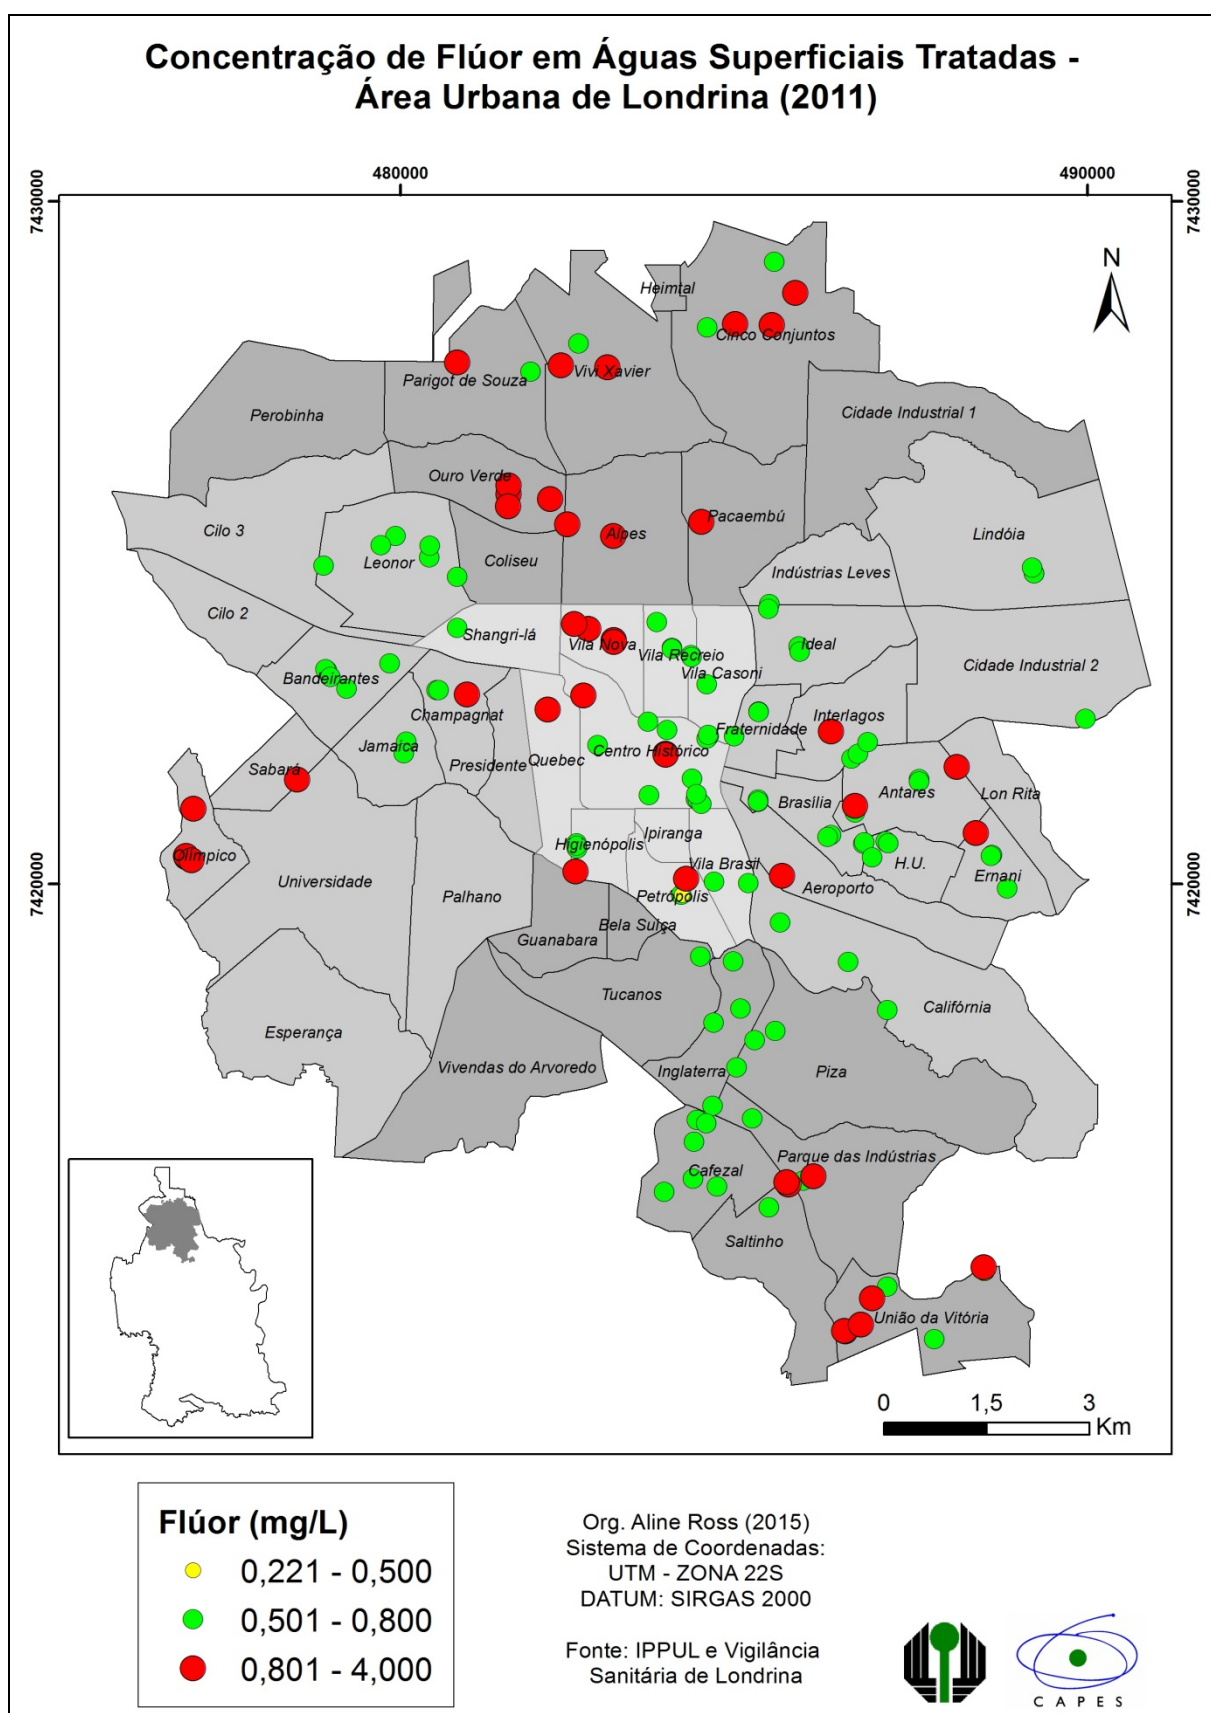 Concentração de Flúor em Águas Superficiais Tratadas -
Área Urbana de Londrina (2011)
480000
490000
7430000
7430000
N
Heimtal
Cinco Conjuntos
Vivi Xavier
Parigot de Souza
Perobinha
Cidade Industrial 1
Ouro Verde
Pacaembú
Cilo 3
Alpes
Lindóia
Coliseu
Leonor
Indústrias Leves
Cilo 2
Shangri-lá
Vila Nova
Ideal
Vila Recreio
Cidade Industrial 2
Vila Casoni
Bandeirantes
Champagnat
Interlagos
Fraternidade
Jamaica
Centro Histórico
Presidente
Quebec
Sabará
Antares
Lon Rita
Brasília
Ipiranga
Higienópolis
Olímpico
Vila Brasil
H.U.
7420000
7420000
Universidade
Aeroporto
Ernani
Palhano
Petrópolis
Bela Suíça
Guanabara
Tucanos
Califórnia
Esperança
Vivendas do Arvoredo
Inglaterra
Piza
Parque das Indústrias
Cafezal
Saltinho
União da Vitória
0 1,5 3
Km
Flúor (mg/L)
0,221 - 0,500
0,501 - 0,800
0,801 - 4,000
Org. Aline Ross (2015)
Sistema de Coordenadas:
UTM - ZONA 22S
DATUM: SIRGAS 2000
Fonte: IPPUL e Vigilância
Sanitária de Londrina
CAPES